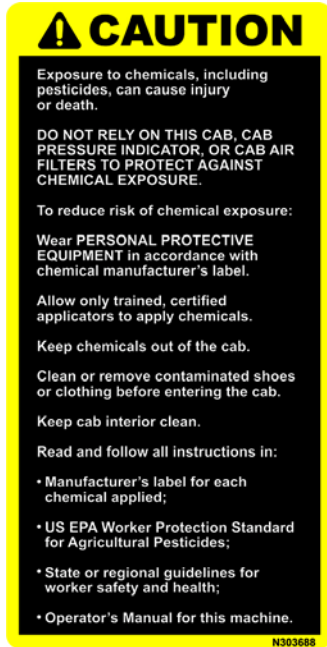 CAUTION
Exposure to chemicals, including
pesticides, can cause injury
or death.
DO NOT RELY ON THIS CAB, CAB
PRESSURE INDICATOR, OR CAB AIR
FILTERS TO PROTECT AGAINST
CHEMICAL EXPOSURE.
To reduce risk of chemical exposure:
Wear PERSONAL PROTECTIVE
EQUIPMENT in accordance with
chemical manufacturer's label.
Allow only trained, certified
applicators to apply chemicals.
Keep chemicals out of the cab.
Clean or remove contaminated shoes
or clothing before entering the cab.
Keep cab interior clean.
Read and follow all instructions in:
• Manufacturer's label for each
chemical applied;
• US EPA Worker Protection Standard
for Agricultural Pesticides;
• State or regional guidelines for
worker safety and health;
• Operator's Manual for this machine.
N303688